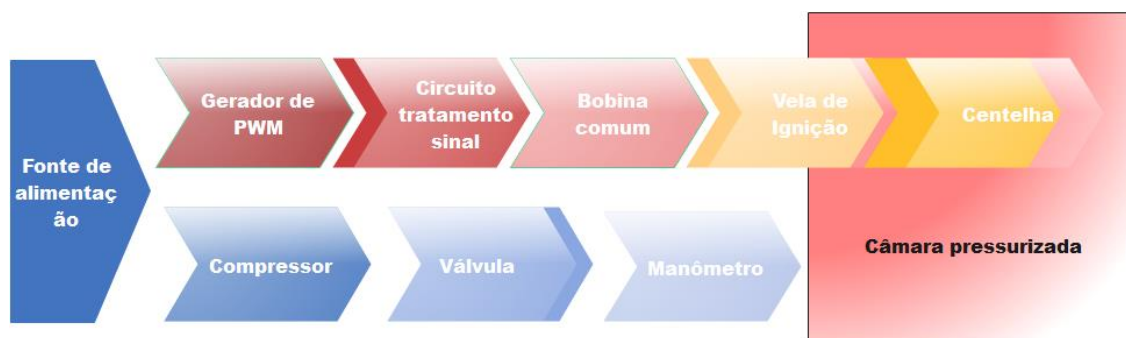 Fonte de
alimentaç
ão
Gerador de
PWM
Circuito
tratamento
sinal
Bobina
comum
Vela de
Ignição
Centelha
Compressor
Válvula
Manômetro
Câmara pressurizada